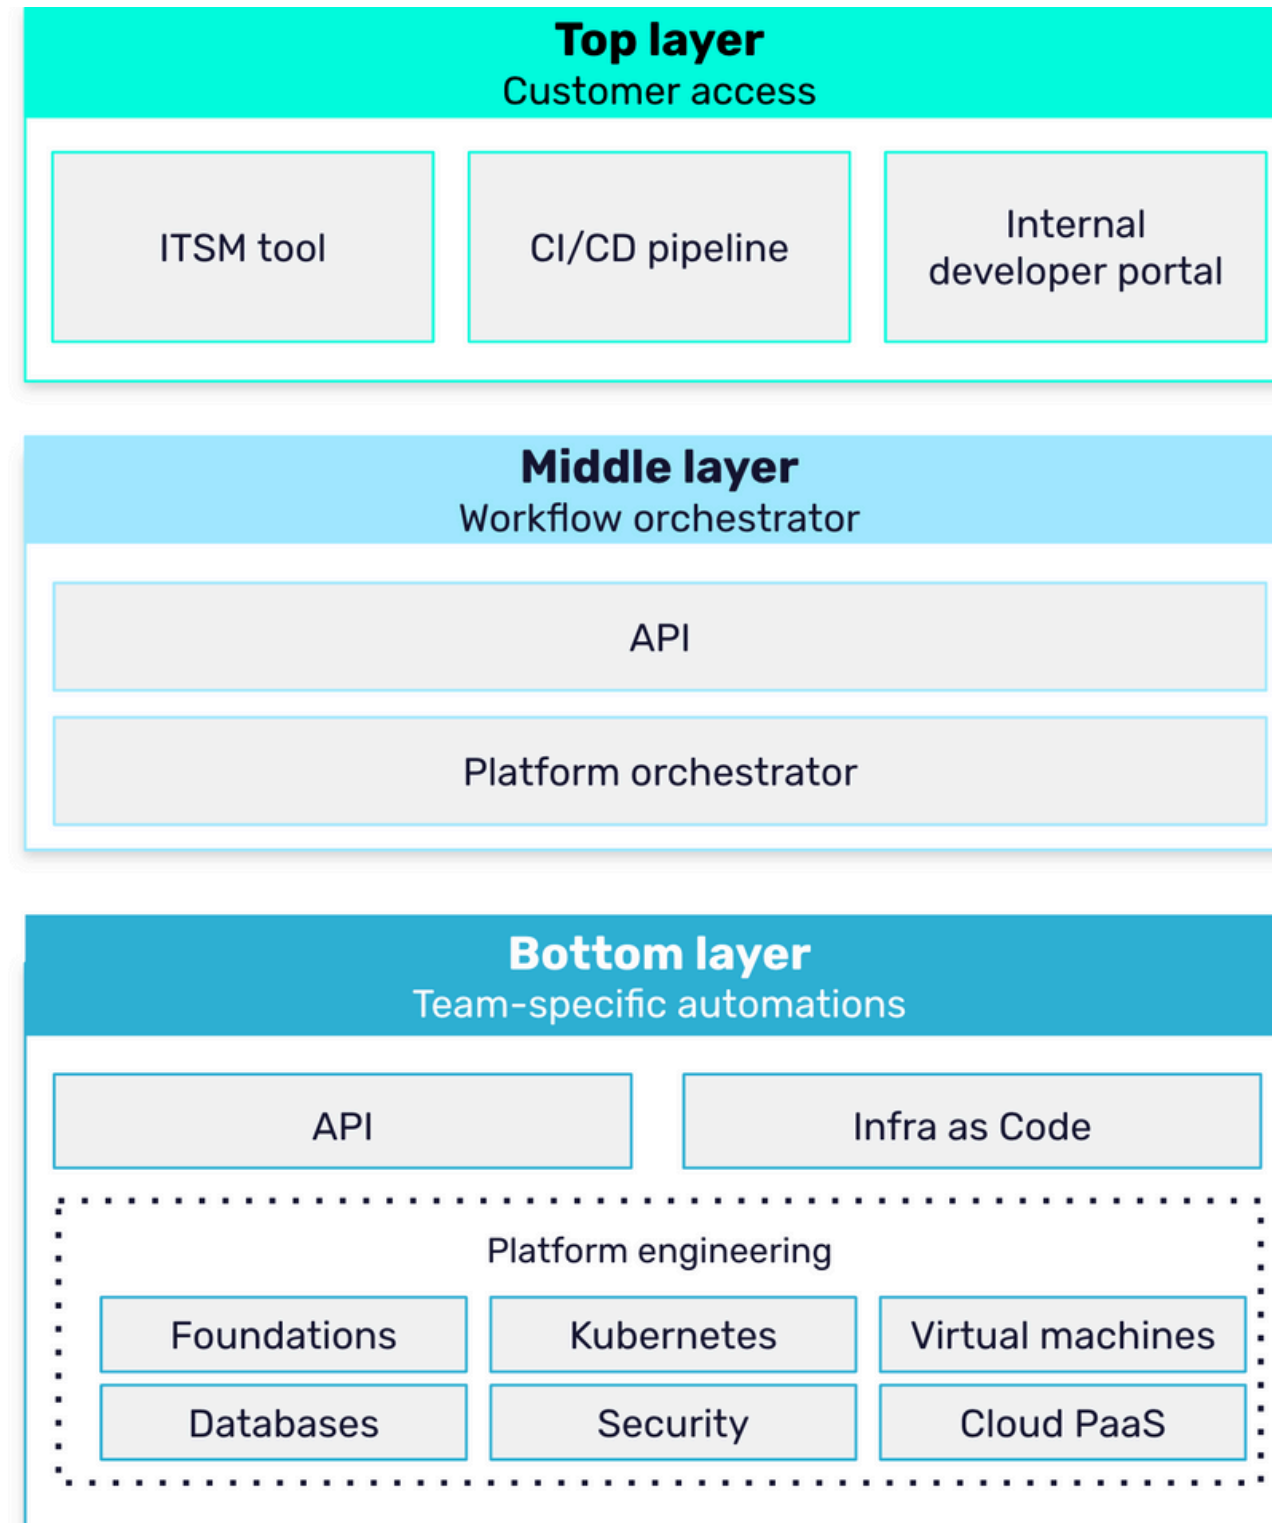 Top layer
Customer access
ITSM tool
CI/CD pipeline
Internal
developer portal
Middle layer
Workflow orchestrator
API
Platform orchestrator
Bottom layer
Team-specific automations
API
Infra as Code
Platform engineering
Foundations
Kubernetes
Virtual machines
Databases
Security
Cloud PaaS